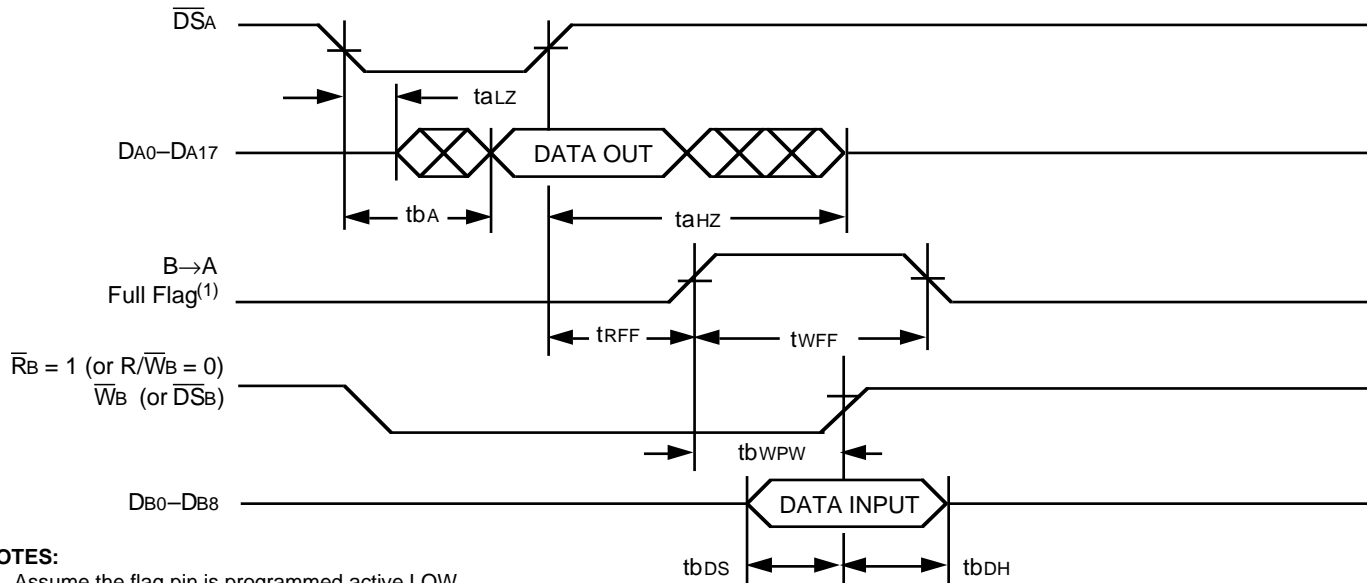 DSA
taLZ
DA0–DA17
DATA OUT
tbA
taHZ
B→A
Full Flag(1)
tRFF
tWFF
RB = 1 (or R/WB = 0)
WB (or DSB)
tbWPW
DB0–DB8
DATA INPUT
OTES:
Assume the flag pin is programmed active LOW
tbDS
tbDH